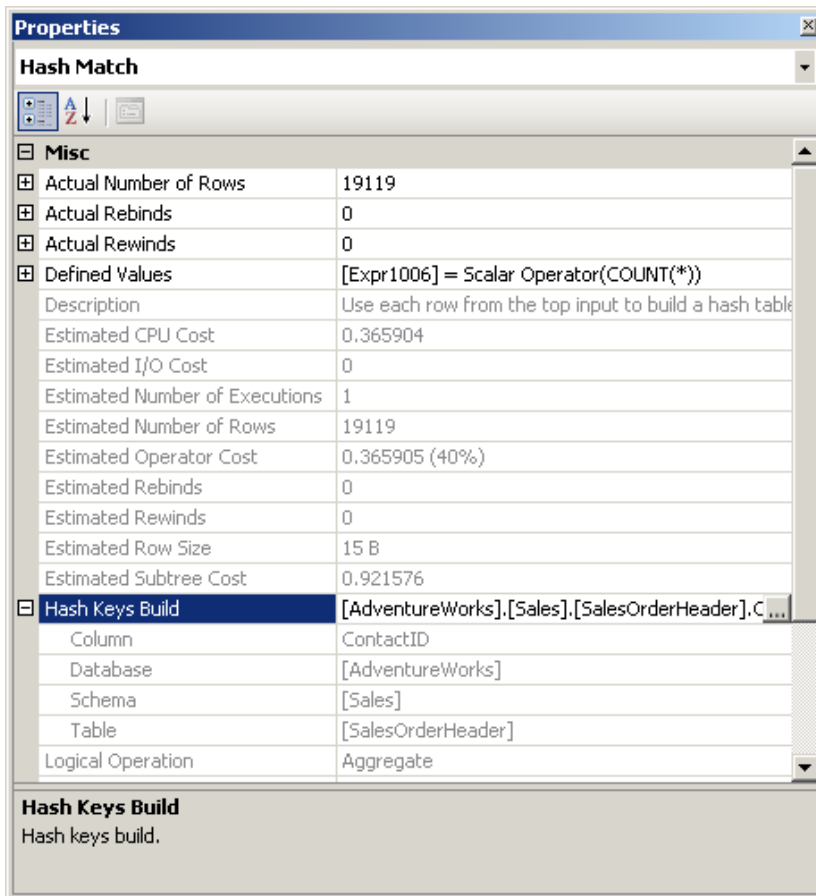 Properties
Hash Match
Misc
Actual Number of Rows 19119
Actual Rebinds 0
Actual Rewinds 0
Defined Values [Expr1006] = Scalar Operator(COUNT(*))
Description Use each row from the top input to build a hash table
Estimated CPU Cost 0.365904
Estimated I/O Cost 0
Estimated Number of Executions 1
Estimated Number of Rows 19119
Estimated Operator Cost 0.365905 (40%)
Estimated Rebinds 0
Estimated Rewinds 0
Estimated Row Size 15 B
Estimated Subtree Cost 0.921576
Hash Keys Build [AdventureWorks].[Sales].[SalesOrderHeader].C ...
Column ContactID
Database [AdventureWorks]
Schema [Sales]
Table [SalesOrderHeader]
Logical Operation Aggregate
Hash Keys Build
Hash keys build.